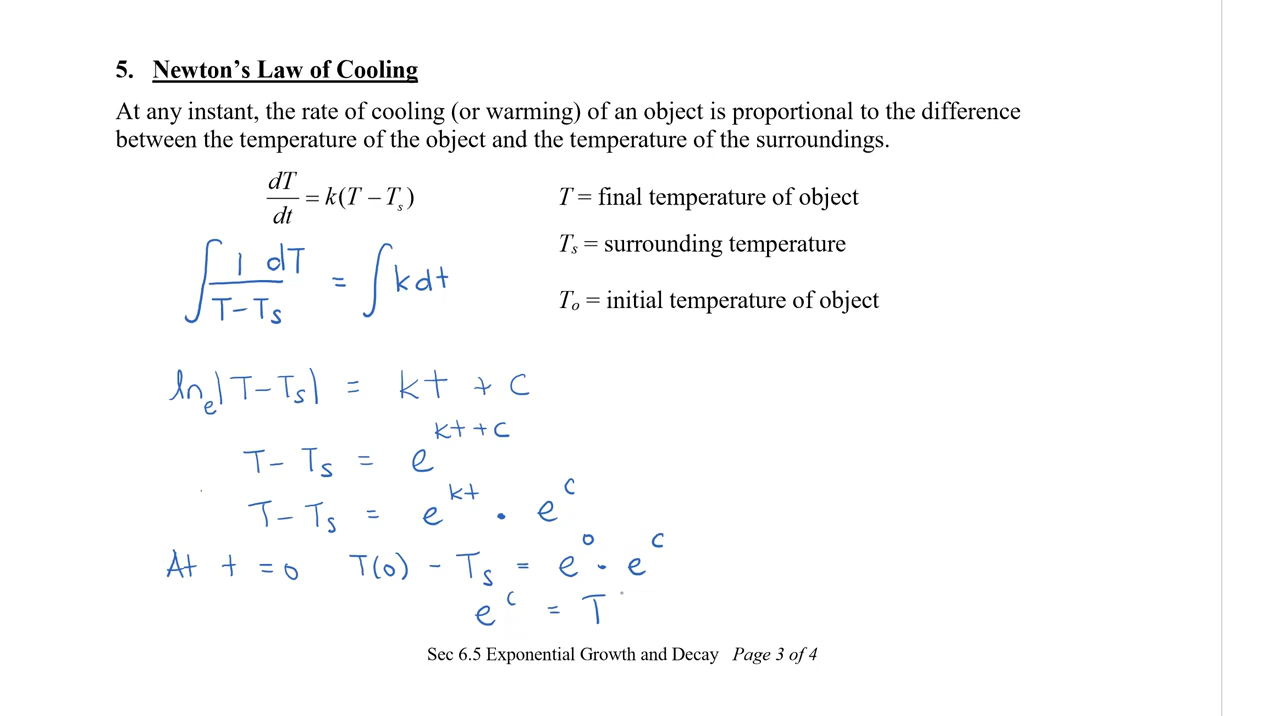 5. Newton's Law of Cooling
At any instant, the rate of cooling (or warming) of an object is proportional to the difference
between the temperature of the object and the temperature of the surroundings.
dT/dt = k(T − Tₛ)
T = final temperature of object
Tₛ = surrounding temperature
∫ 1/(T−Tₛ) dT = ∫ k dt
Tₒ = initial temperature of object
lnₑ|T−Tₛ| = kt + c
T − Tₛ = e^(kt+c)
T − Tₛ = e^(kt) · e^c
At t = 0 T(0) − Tₛ = e^0 · e^c
e^c = T
Sec 6.5 Exponential Growth and Decay Page 3 of 4